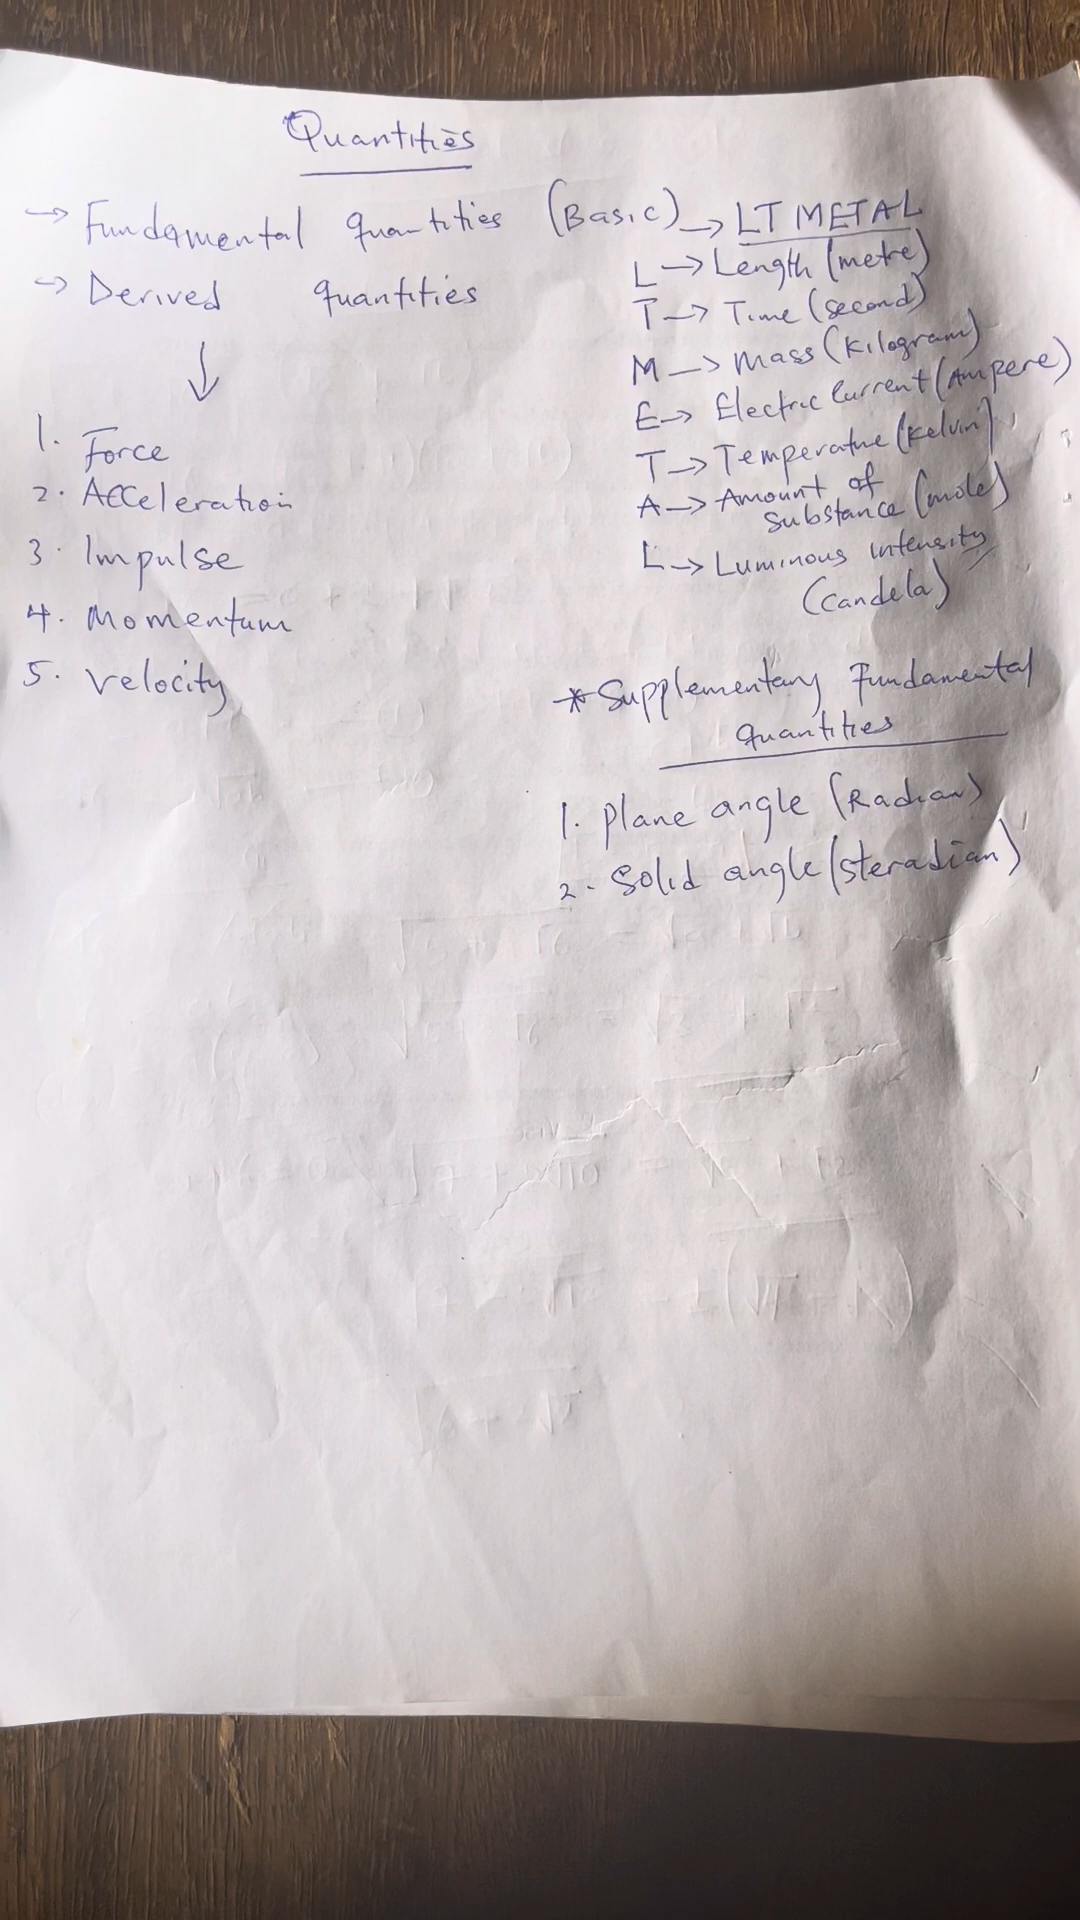 Quantities
→ Fundamental quantities (Basic) → LT METAL
→ Derived quantities
↓
1. Force
2. Acceleration
3. Impulse
4. Momentum
5. velocity
L → Length (metre)
T → Time (second)
M → mass (kilogram)
E → Electric Current (Ampere)
T → Temperature (Kelvin)
A → Amount of
substance (mole)
L → Luminous intensity
(Candela)
* Supplementary Fundamental
quantities
1. plane angle (Radian)
2. Solid angle (steradian)